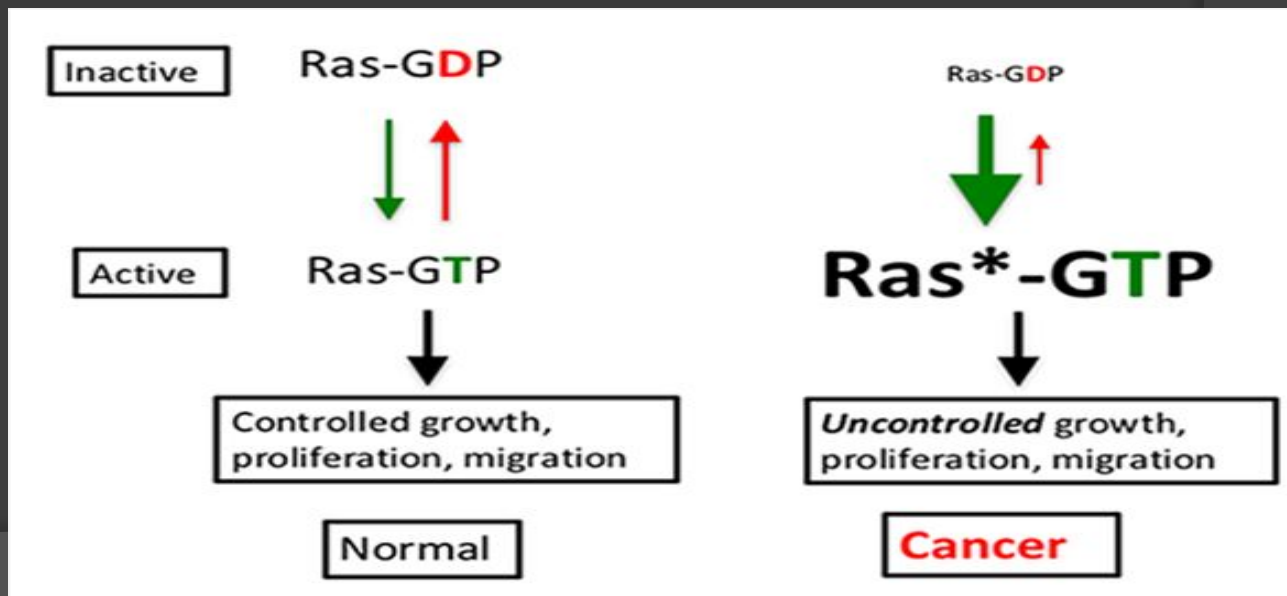 Inactive
Ras-GDP
Ras-GDP
Active
Ras-GTP
Ras*-GTP
Controlled growth,
proliferation, migration
Uncontrolled growth,
proliferation, migration
Normal
Cancer